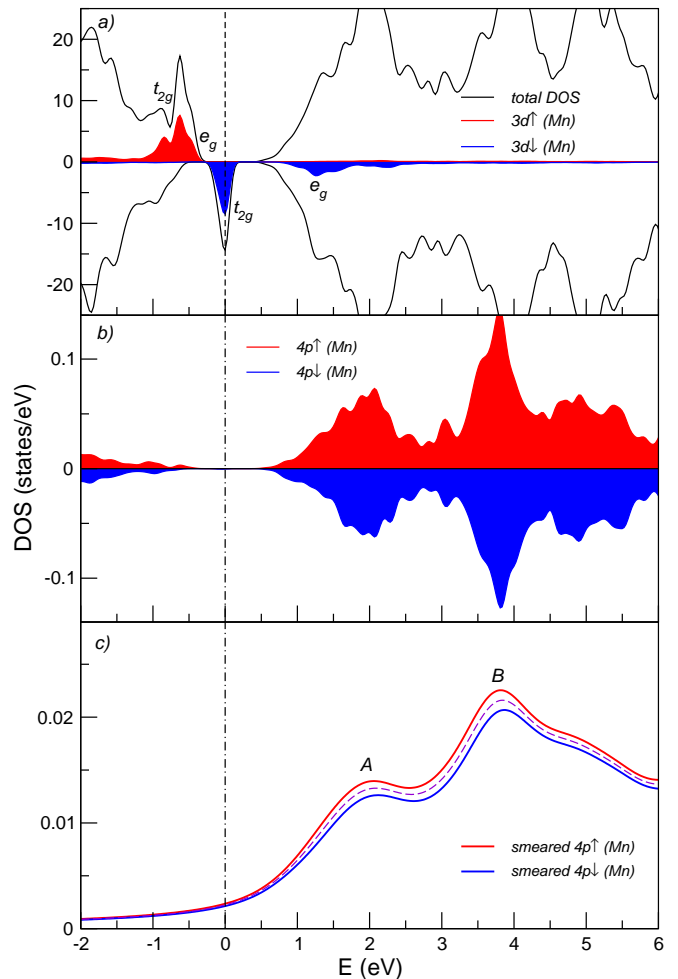 a)
20
10
0
-10
-20
t2g
eg
t2g
eg
total DOS
3d↑ (Mn)
3d↓ (Mn)
b)
0.1
0
-0.1
4p↑ (Mn)
4p↓ (Mn)
DOS (states/eV)
c)
0.02
0.01
0
A
B
smeared 4p↑ (Mn)
smeared 4p↓ (Mn)
-2 -1 0 1 2 3 4 5 6
E (eV)